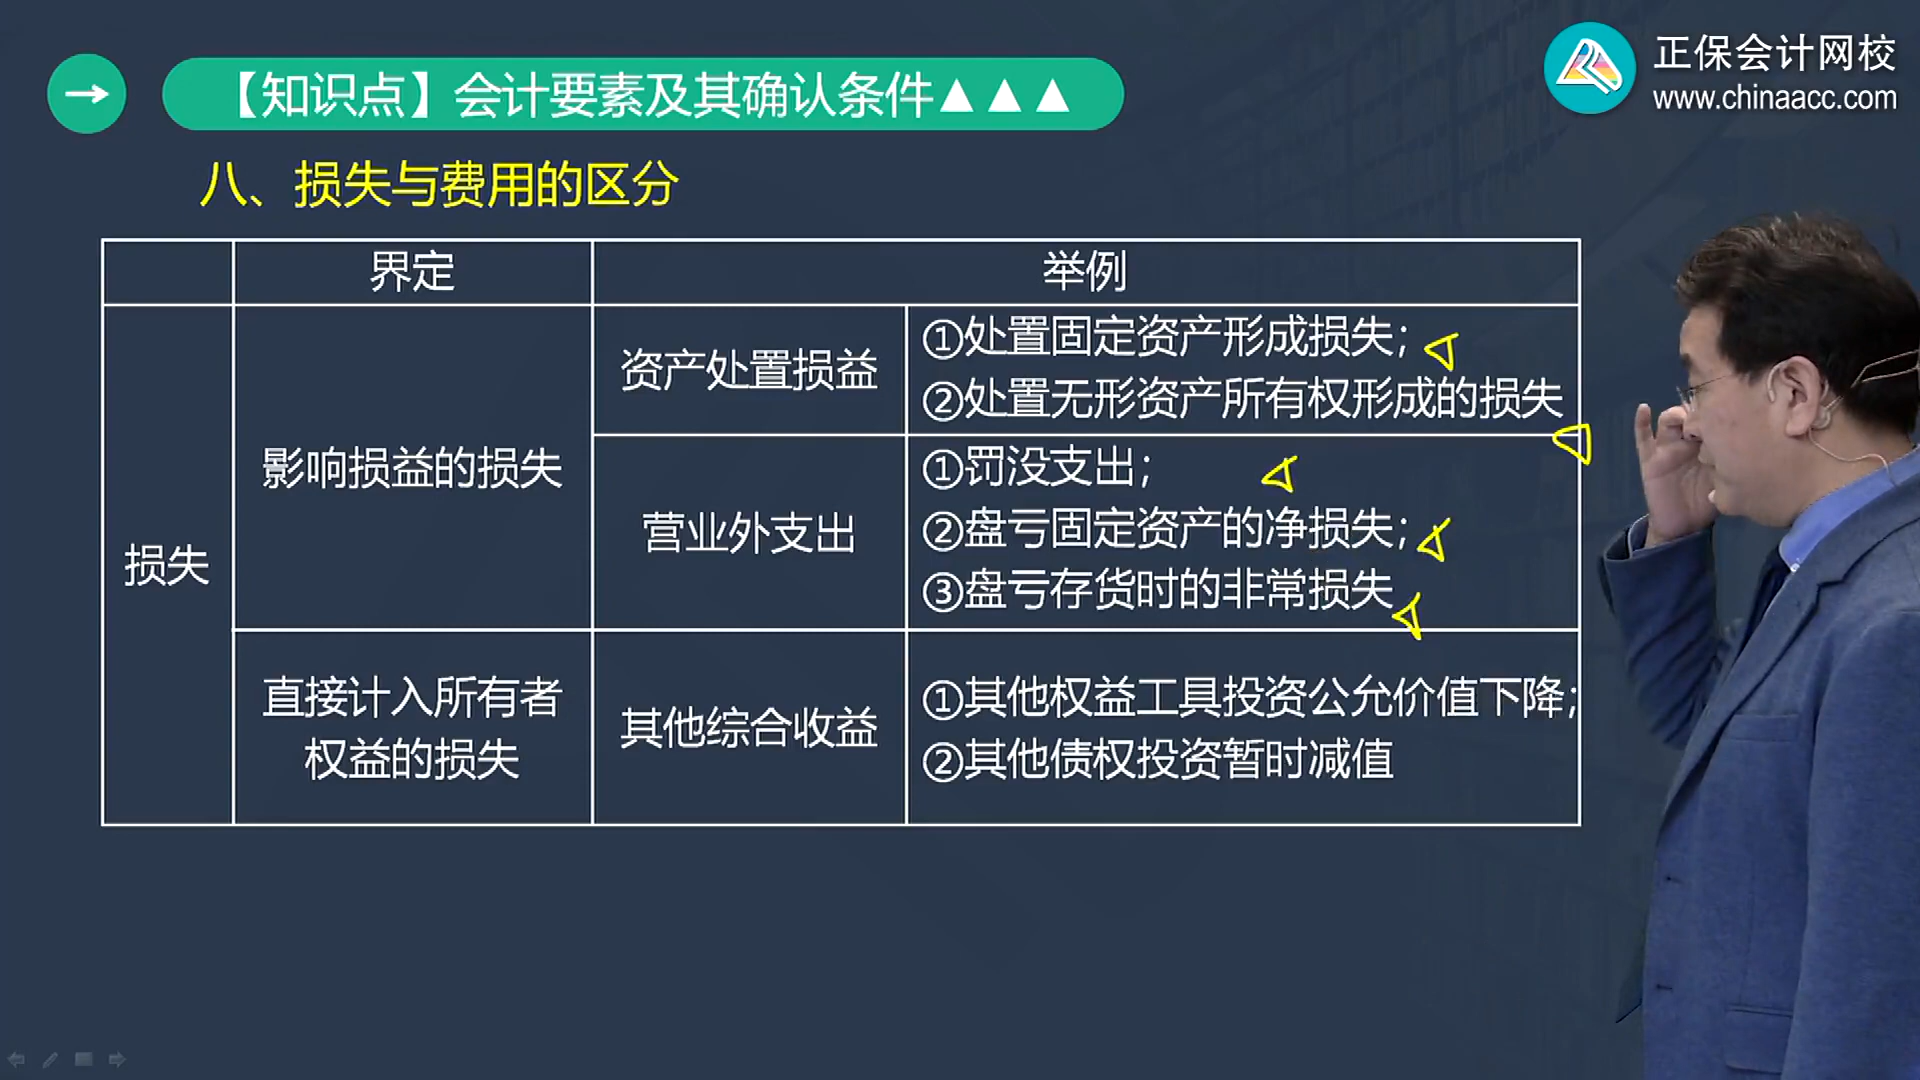 【知识点】会计要素及其确认条件▲▲▲
正保会计网校
www.chinaacc.com
八、损失与费用的区分
界定
举例
损失
影响损益的损失
资产处置损益
①处置固定资产形成损失；
②处置无形资产所有权形成的损失
营业外支出
①罚没支出；
②盘亏固定资产的净损失；
③盘亏存货时的非常损失
直接计入所有者
权益的损失
其他综合收益
①其他权益工具投资公允价值下降；
②其他债权投资暂时减值